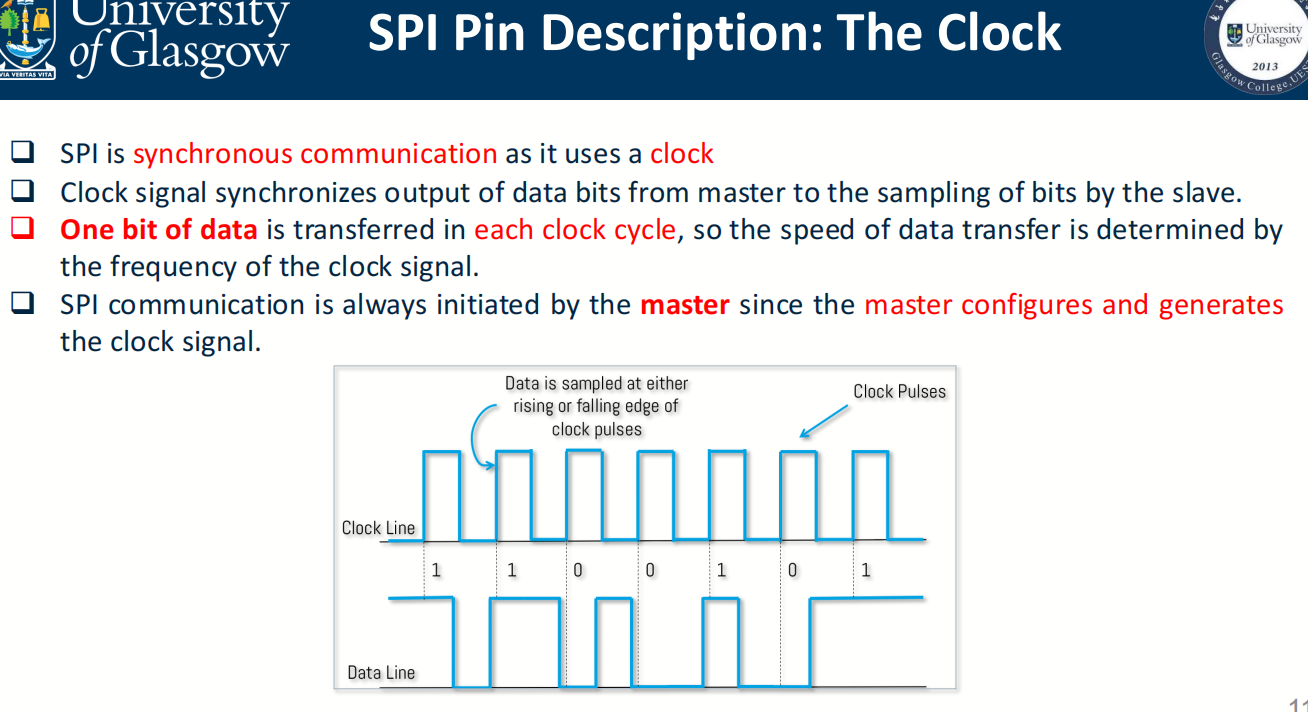 University
of Glasgow
VIA VERITAS VITA
SPI Pin Description: The Clock
University
of Glasgow
2013
Glasgow College, UES
SPI is synchronous communication as it uses a clock
Clock signal synchronizes output of data bits from master to the sampling of bits by the slave.
One bit of data is transferred in each clock cycle, so the speed of data transfer is determined by
the frequency of the clock signal.
SPI communication is always initiated by the master since the master configures and generates
the clock signal.
Data is sampled at either
rising or falling edge of
clock pulses
Clock Pulses
Clock Line
1 1 0 0 1 0 1
Data Line
11